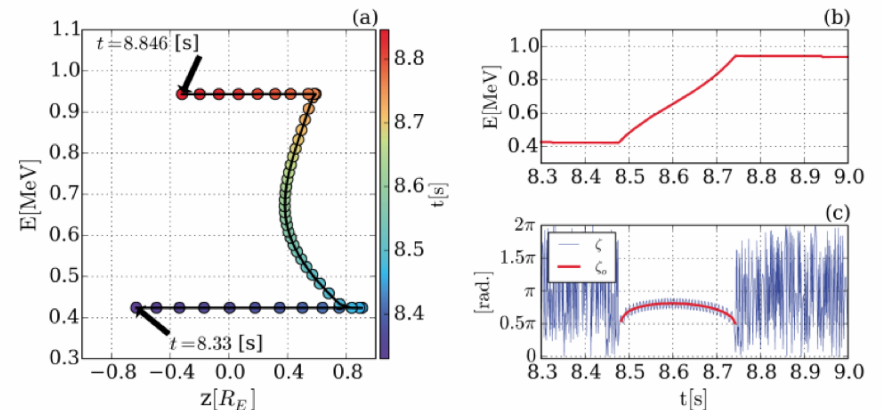 (a)
t=8.846 [s]
t=8.33 [s]
E[MeV]
1.1
1.0
0.9
0.8
0.7
0.6
0.5
0.4
0.3
−0.8 −0.4 0.0 0.4 0.8
z[R_E]
8.8
8.7
8.6
8.5
8.4
t[s]
(b)
E[MeV]
1.0
0.8
0.6
0.4
8.3 8.4 8.5 8.6 8.7 8.8 8.9 9.0
(c)
[rad.]
2π
1.5π
π
0.5π
0
ζ
ζ_o
8.3 8.4 8.5 8.6 8.7 8.8 8.9 9.0
t[s]